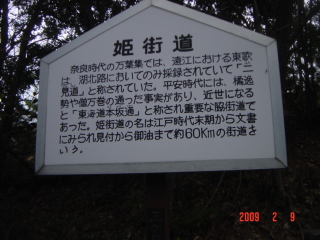 姫街道
奈良時代の万葉集では、遠江における東歌
は、湖北路においてのみ採録されていて「二
見道」と称されていた。平安時代には、橘逸
勢や僧万巻の通った事実があり、近世になる
と「東海道本坂通」と称され重要な脇街道で
あった。姫街道の名は江戸時代末期から文書
にみられ見付から御油まで約60Kmの街道を
いう。
2009 2 9